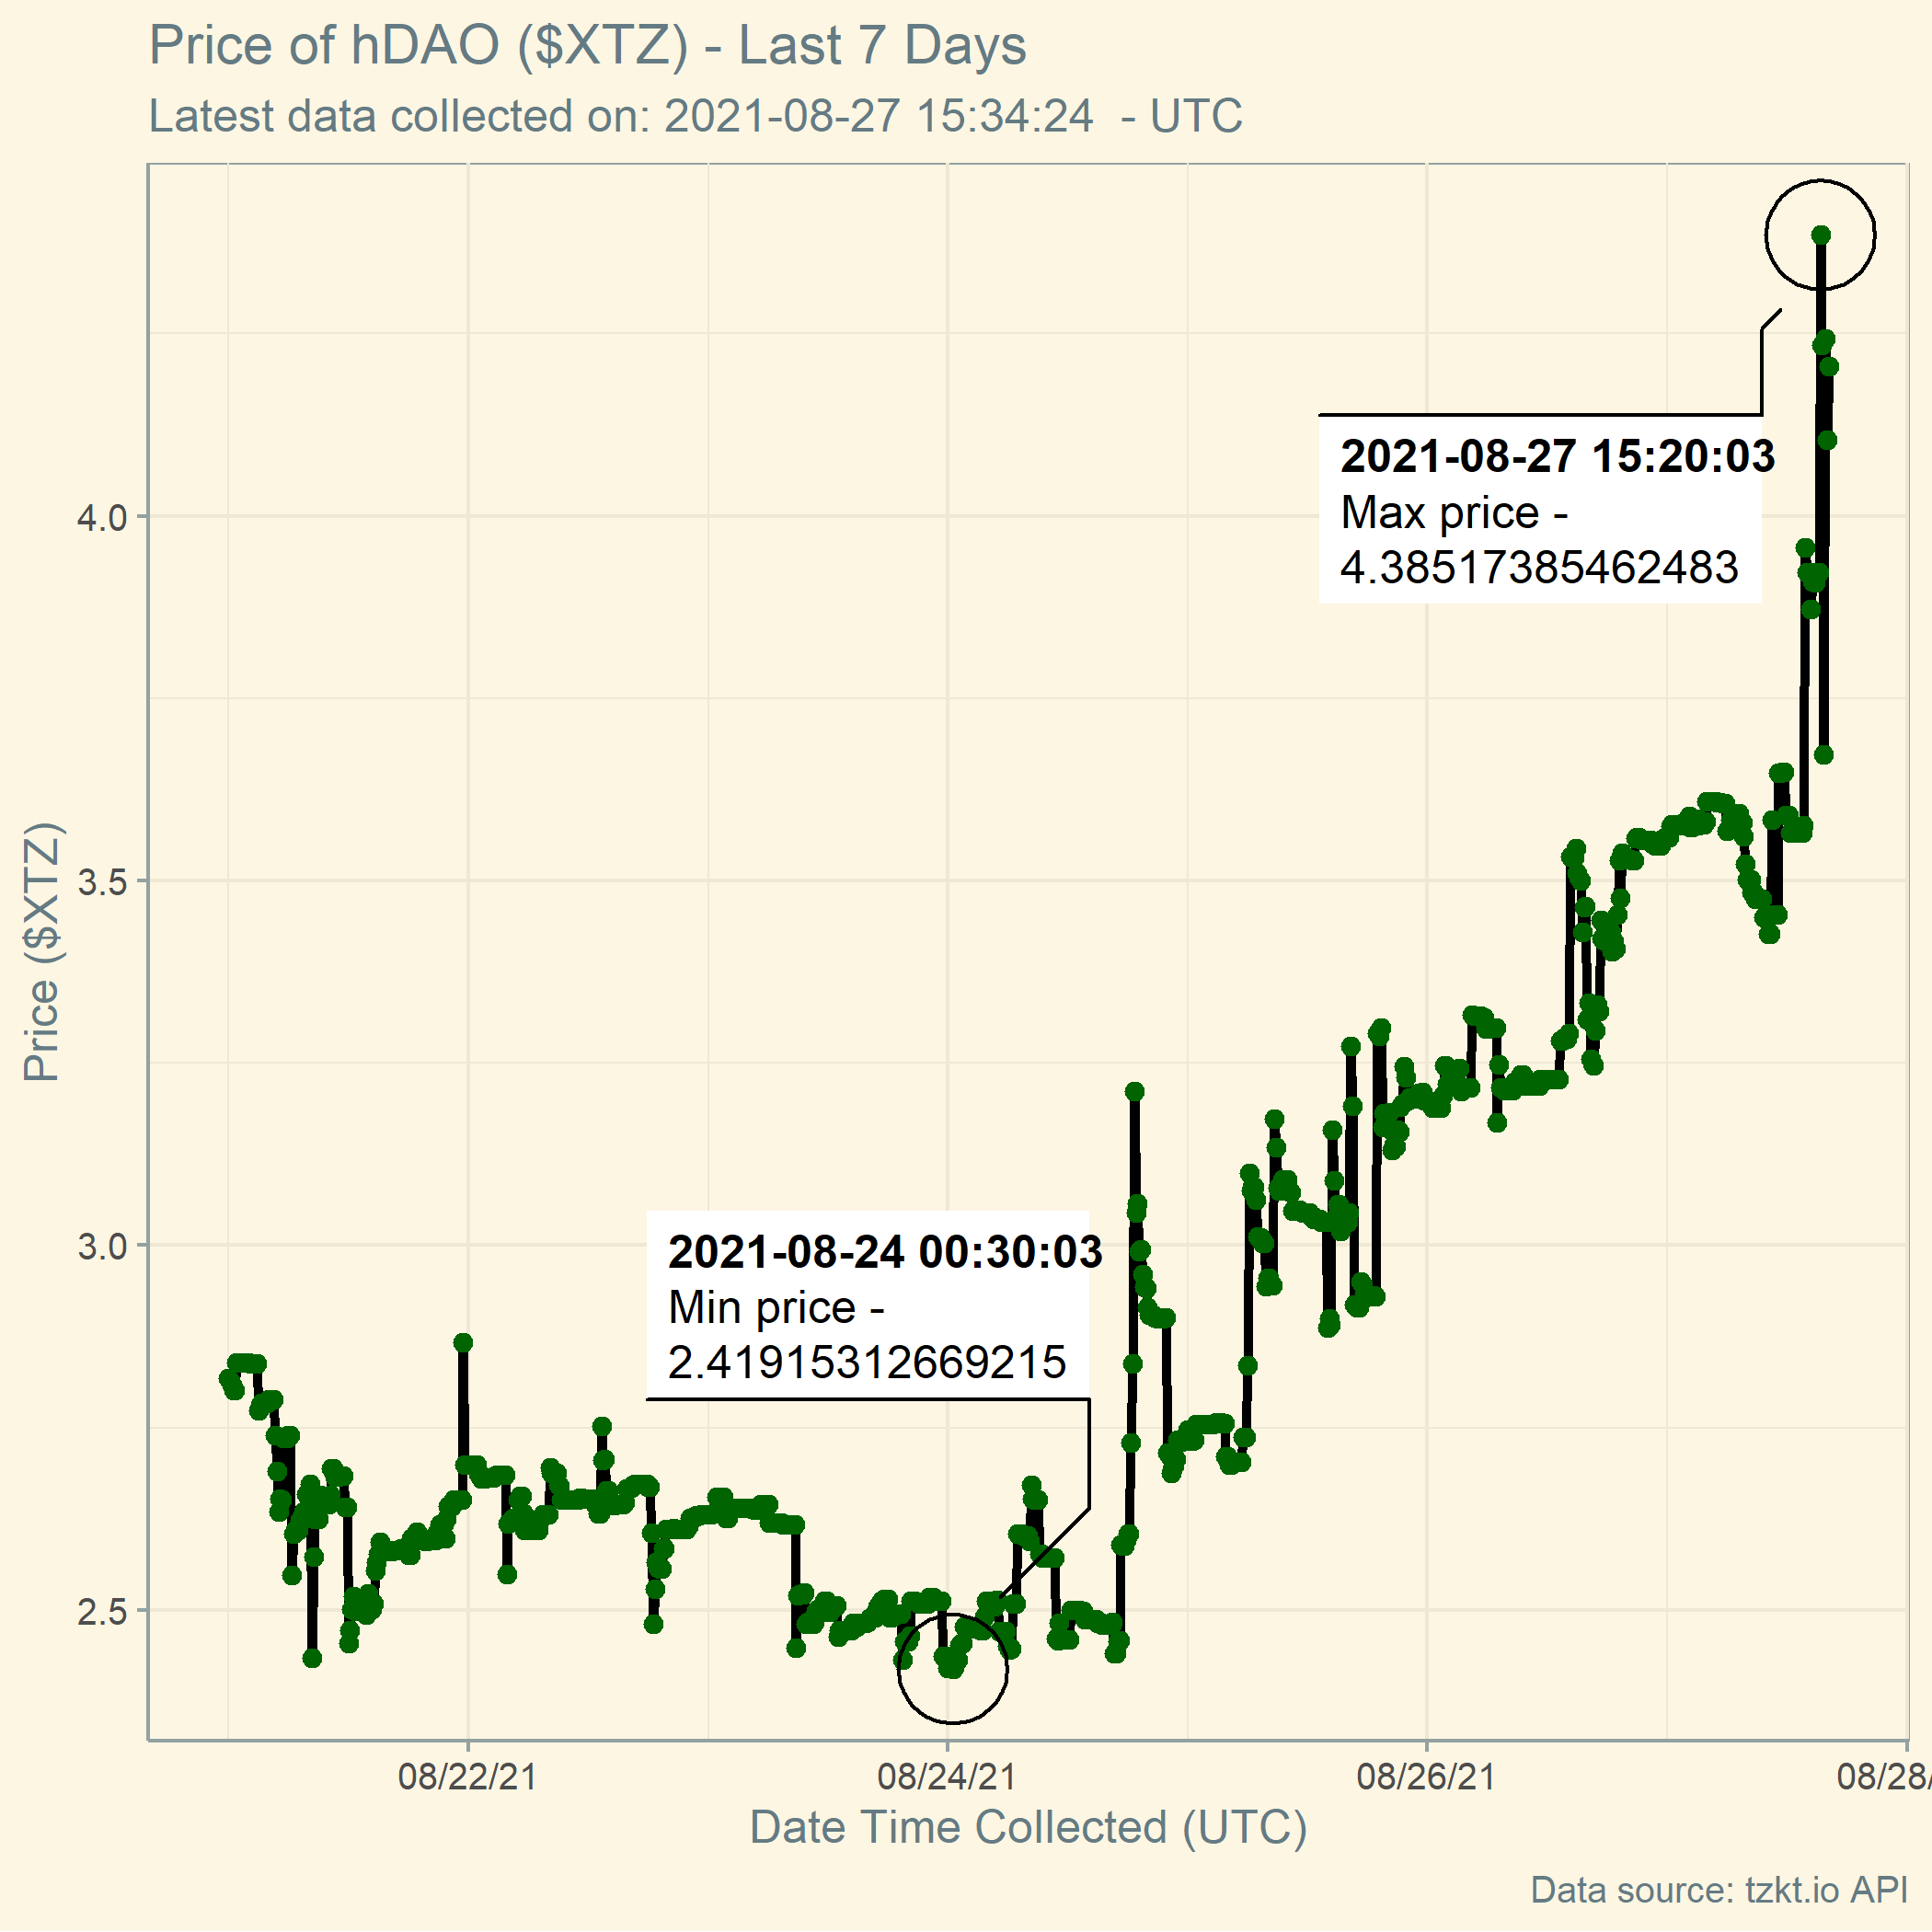 Price of hDAO ($XTZ) - Last 7 Days
Latest data collected on: 2021-08-27 15:34:24  - UTC
2021-08-27 15:20:03
Max price -
4.38517385462483
4.0
3.5
3.0
2.5
Price ($XTZ)
2021-08-24 00:30:03
Min price -
2.41915312669215
08/22/21
08/24/21
08/26/21
08/28/
Date Time Collected (UTC)
Data source: tzkt.io API